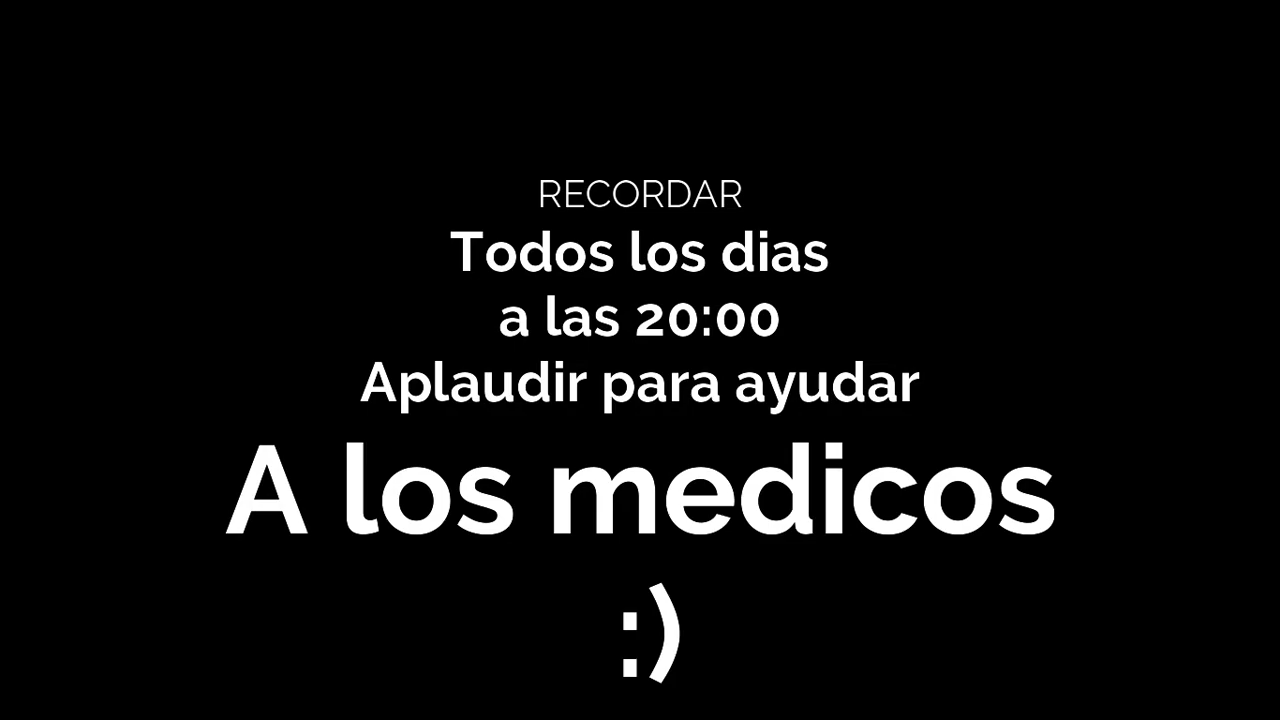 RECORDAR
Todos los dias
a las 20:00
Aplaudir para ayudar
A los medicos
:)